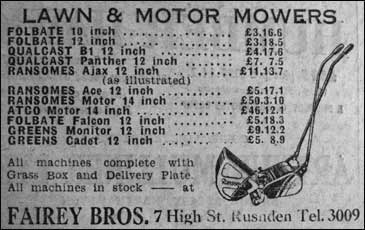 LAWN & MOTOR MOWERS
FOLBATE 10 inch ........ £3.16.6
FOLBATE 12 inch ........ £3.18.5
QUALCAST B1 12 inch ........ £4.17.6
QUALCAST Panther 12 inch ........ £7. 7.5
RANSOMES Ajax 12 inch ........ £11.13.7
(as illustrated)
RANSOMES Ace 12 inch ........ £5.17.1
RANSOMES Motor 14 inch ........ £50.3.10
ATCO Motor 14 inch ........ £46.12.1
FOLBATE Falcon 12 inch ........ £5.18.3
GREENS Monitor 12 inch ........ £9.12.2
GREENS Cadet 12 inch ........ £5. 8.9
All machines complete with
Grass Box and Delivery Plate.
All machines in stock — at
FAIREY BROS. 7 High St. Rushden Tel. 3009